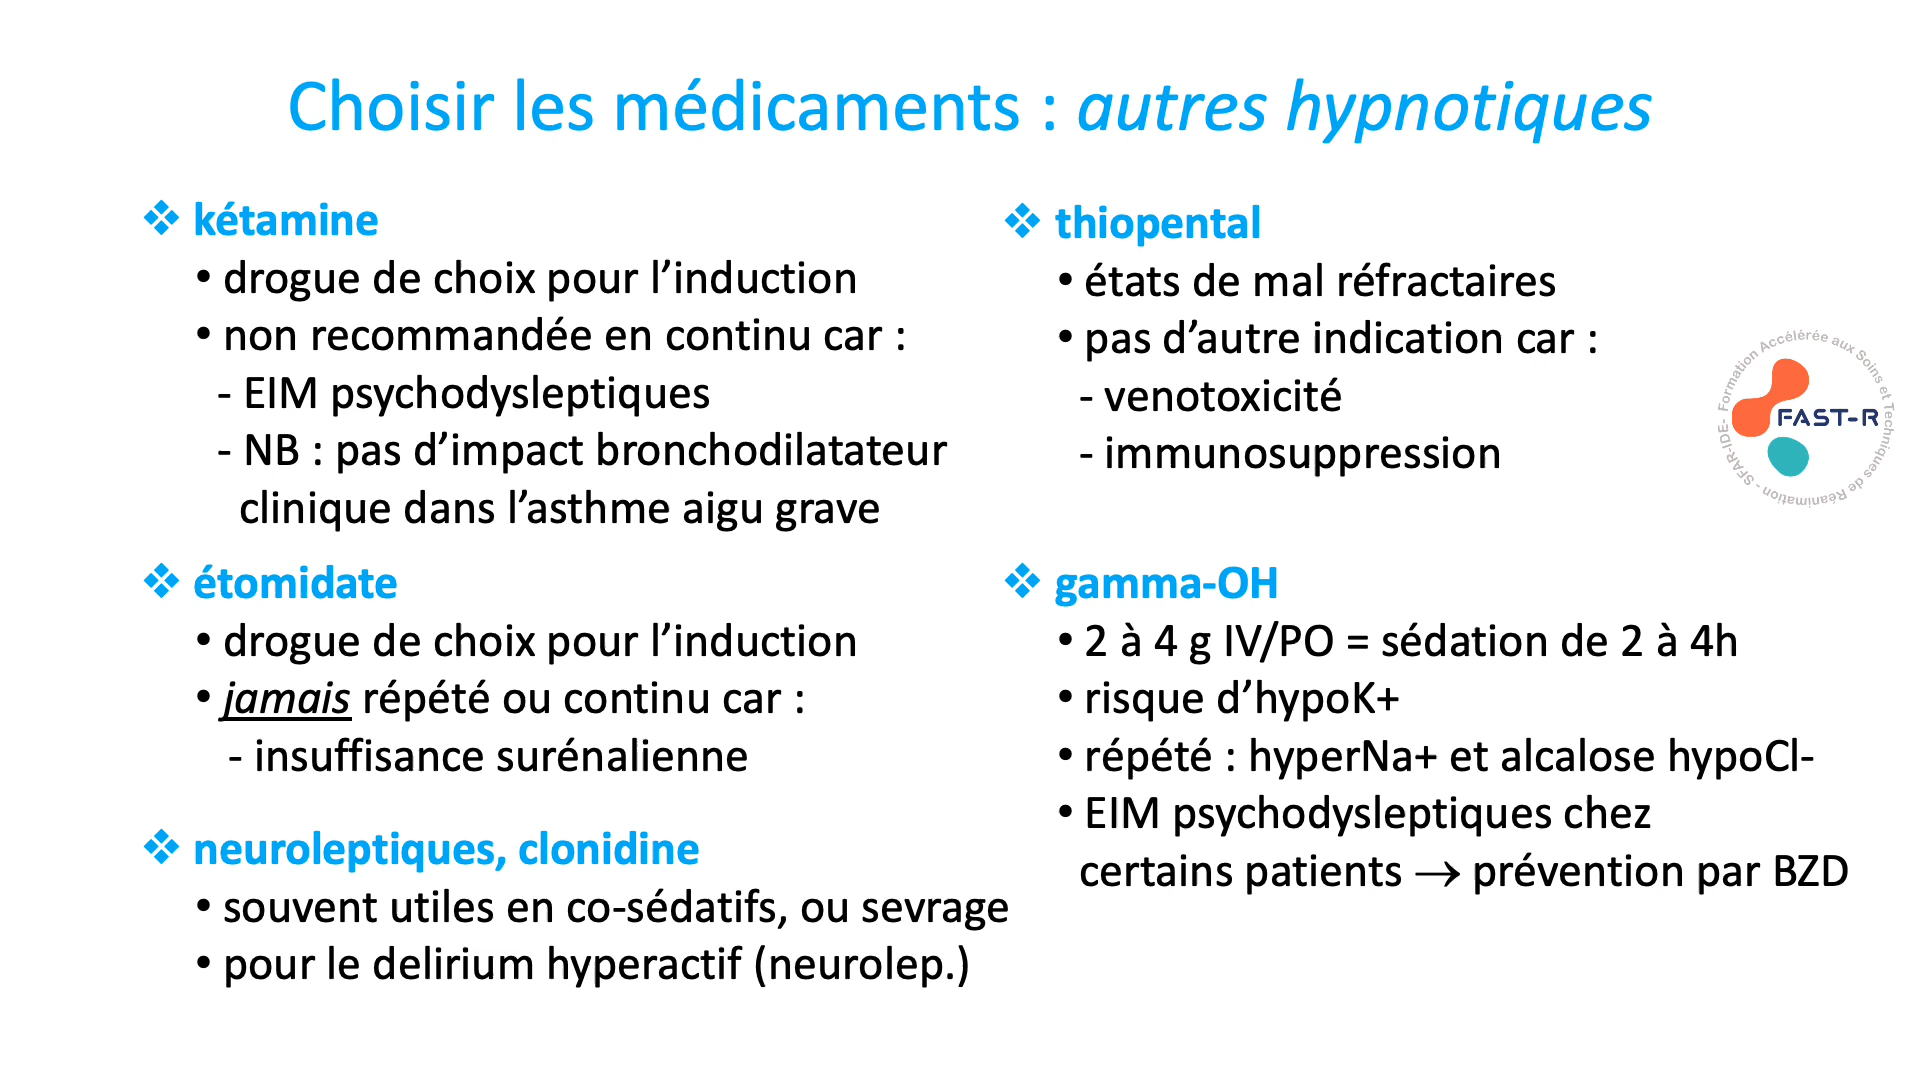 Choisir les médicaments : autres hypnotiques
❖ kétamine
• drogue de choix pour l’induction
• non recommandée en continu car :
- EIM psychodysleptiques
- NB : pas d’impact bronchodilatateur
clinique dans l’asthme aigu grave
❖ étomidate
• drogue de choix pour l’induction
• jamais répété ou continu car :
- insuffisance surénalienne
❖ neuroleptiques, clonidine
• souvent utiles en co-sédatifs, ou sevrage
• pour le delirium hyperactif (neurolep.)
❖ thiopental
• états de mal réfractaires
• pas d’autre indication car :
- venotoxicité
- immunosuppression
❖ gamma-OH
• 2 à 4 g IV/PO = sédation de 2 à 4h
• risque d’hypoK+
• répété : hyperNa+ et alcalose hypoCl-
• EIM psychodysleptiques chez
certains patients → prévention par BZD
FAST-R
SFAR-IDE- Formation Accélérée aux Soins et Techniques de Réanimation -